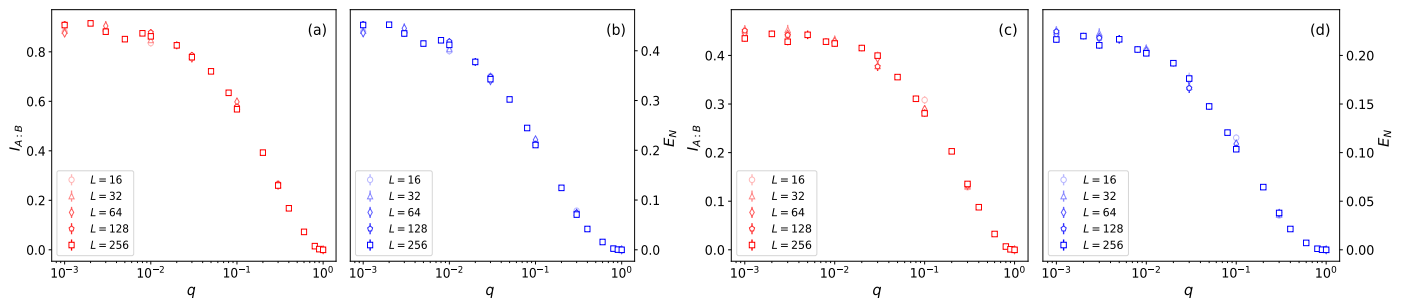 (a)
I_{A:B}
0.8
0.6
0.4
0.2
0.0
L = 16
L = 32
L = 64
L = 128
L = 256
10^{-3} 10^{-2} 10^{-1} 10^{0}
q
(b)
E_N
0.4
0.3
0.2
0.1
0.0
L = 16
L = 32
L = 64
L = 128
L = 256
10^{-3} 10^{-2} 10^{-1} 10^{0}
q
(c)
I_{A:B}
0.4
0.3
0.2
0.1
0.0
L = 16
L = 32
L = 64
L = 128
L = 256
10^{-3} 10^{-2} 10^{-1} 10^{0}
q
(d)
E_N
0.20
0.15
0.10
0.05
0.00
L = 16
L = 32
L = 64
L = 128
L = 256
10^{-3} 10^{-2} 10^{-1} 10^{0}
q